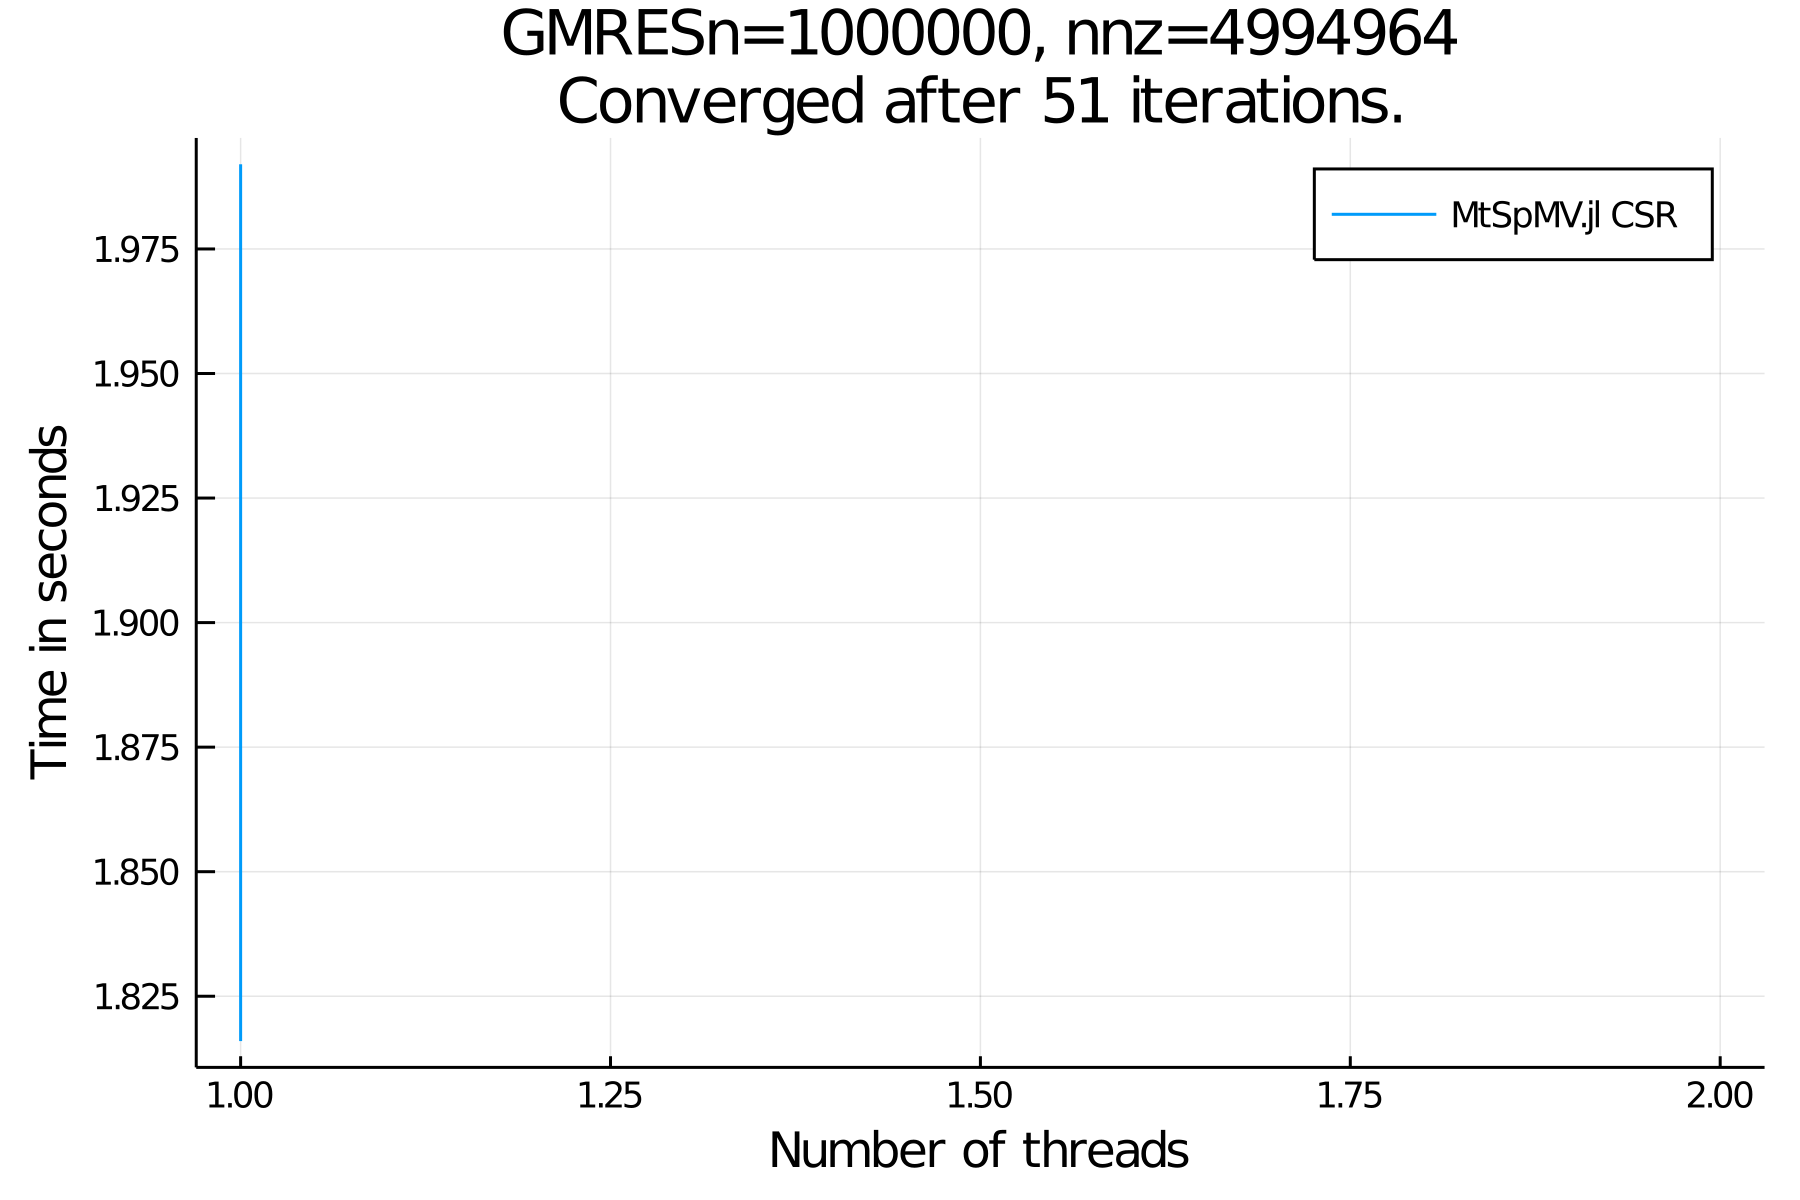 GMRESn=1000000, nnz=4994964
Converged after 51 iterations.
MtSpMV.jl CSR
Time in seconds
1.975
1.950
1.925
1.900
1.875
1.850
1.825
1.00 1.25 1.50 1.75 2.00
Number of threads